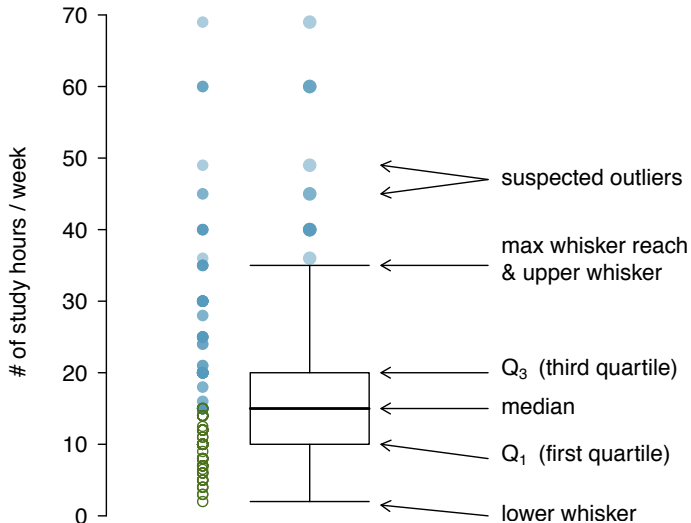 # of study hours / week
70
60
50
40
30
20
10
0
suspected outliers
max whisker reach
& upper whisker
Q₃ (third quartile)
median
Q₁ (first quartile)
lower whisker